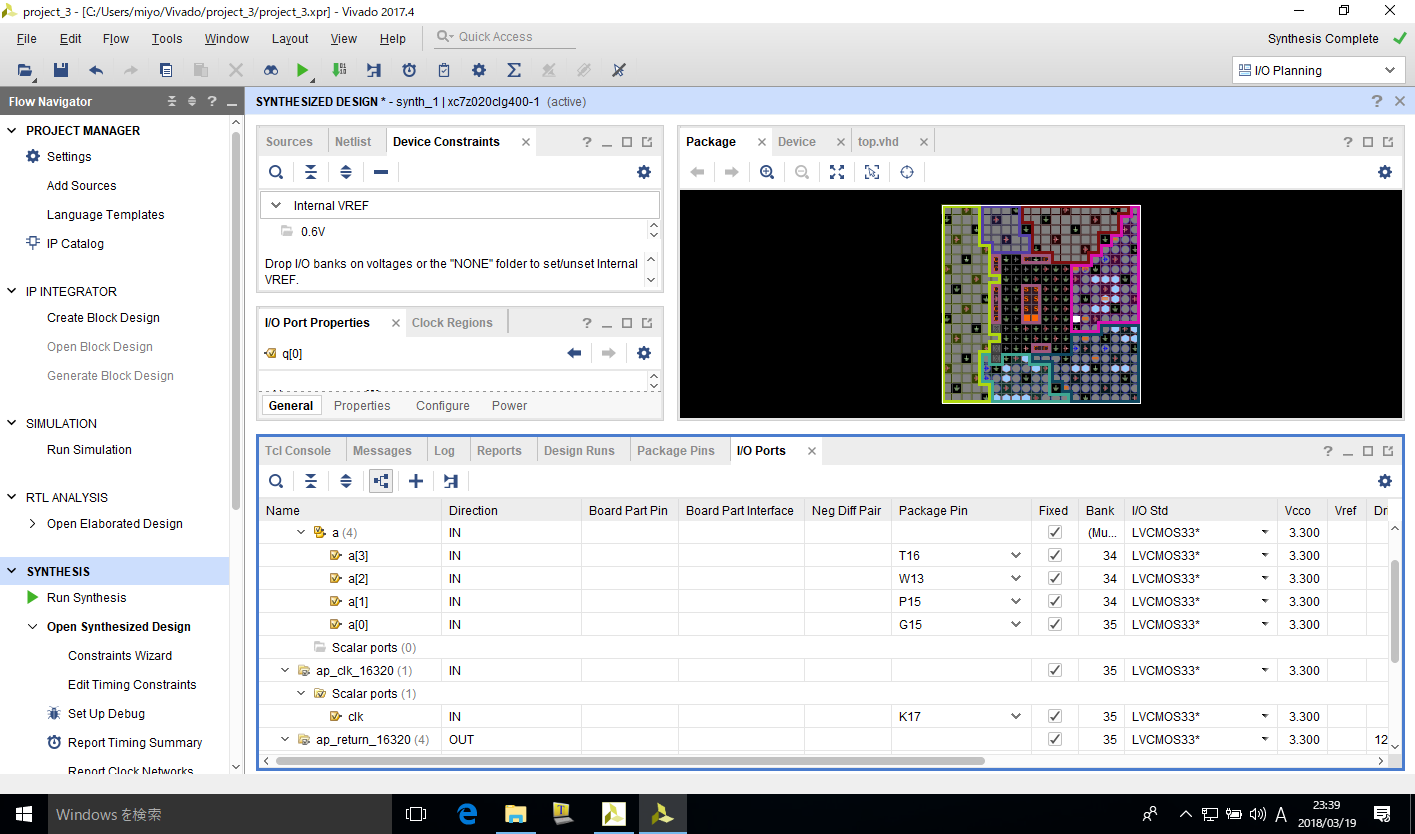 project_3 - [C:/Users/miyo/Vivado/project_3/project_3.xpr] - Vivado 2017.4
File Edit Flow Tools Window Layout View Help Quick Access Synthesis Complete
I/O Planning
Flow Navigator
SYNTHESIZED DESIGN * - synth_1 | xc7z020clg400-1 (active)
PROJECT MANAGER
Settings
Add Sources
Language Templates
IP Catalog
IP INTEGRATOR
Create Block Design
Open Block Design
Generate Block Design
SIMULATION
Run Simulation
RTL ANALYSIS
Open Elaborated Design
SYNTHESIS
Run Synthesis
Open Synthesized Design
Constraints Wizard
Edit Timing Constraints
Set Up Debug
Report Timing Summary
Report Clock Networks
Sources Netlist Device Constraints
Internal VREF
0.6V
Drop I/O banks on voltages or the "NONE" folder to set/unset Internal
VREF.
I/O Port Properties Clock Regions
q[0]
General Properties Configure Power
Package Device top.vhd
Tcl Console Messages Log Reports Design Runs Package Pins I/O Ports
Name Direction Board Part Pin Board Part Interface Neg Diff Pair Package Pin Fixed Bank I/O Std Vcco Vref Dr
a (4) IN (Mu... LVCMOS33* 3.300
a[3] IN T16 34 LVCMOS33* 3.300
a[2] IN W13 34 LVCMOS33* 3.300
a[1] IN P15 34 LVCMOS33* 3.300
a[0] IN G15 35 LVCMOS33* 3.300
Scalar ports (0)
ap_clk_16320 (1) IN 35 LVCMOS33* 3.300
Scalar ports (1)
clk IN K17 35 LVCMOS33* 3.300
ap_return_16320 (4) OUT 35 LVCMOS33* 3.300 12
Windows を検索
A
23:39
2018/03/19